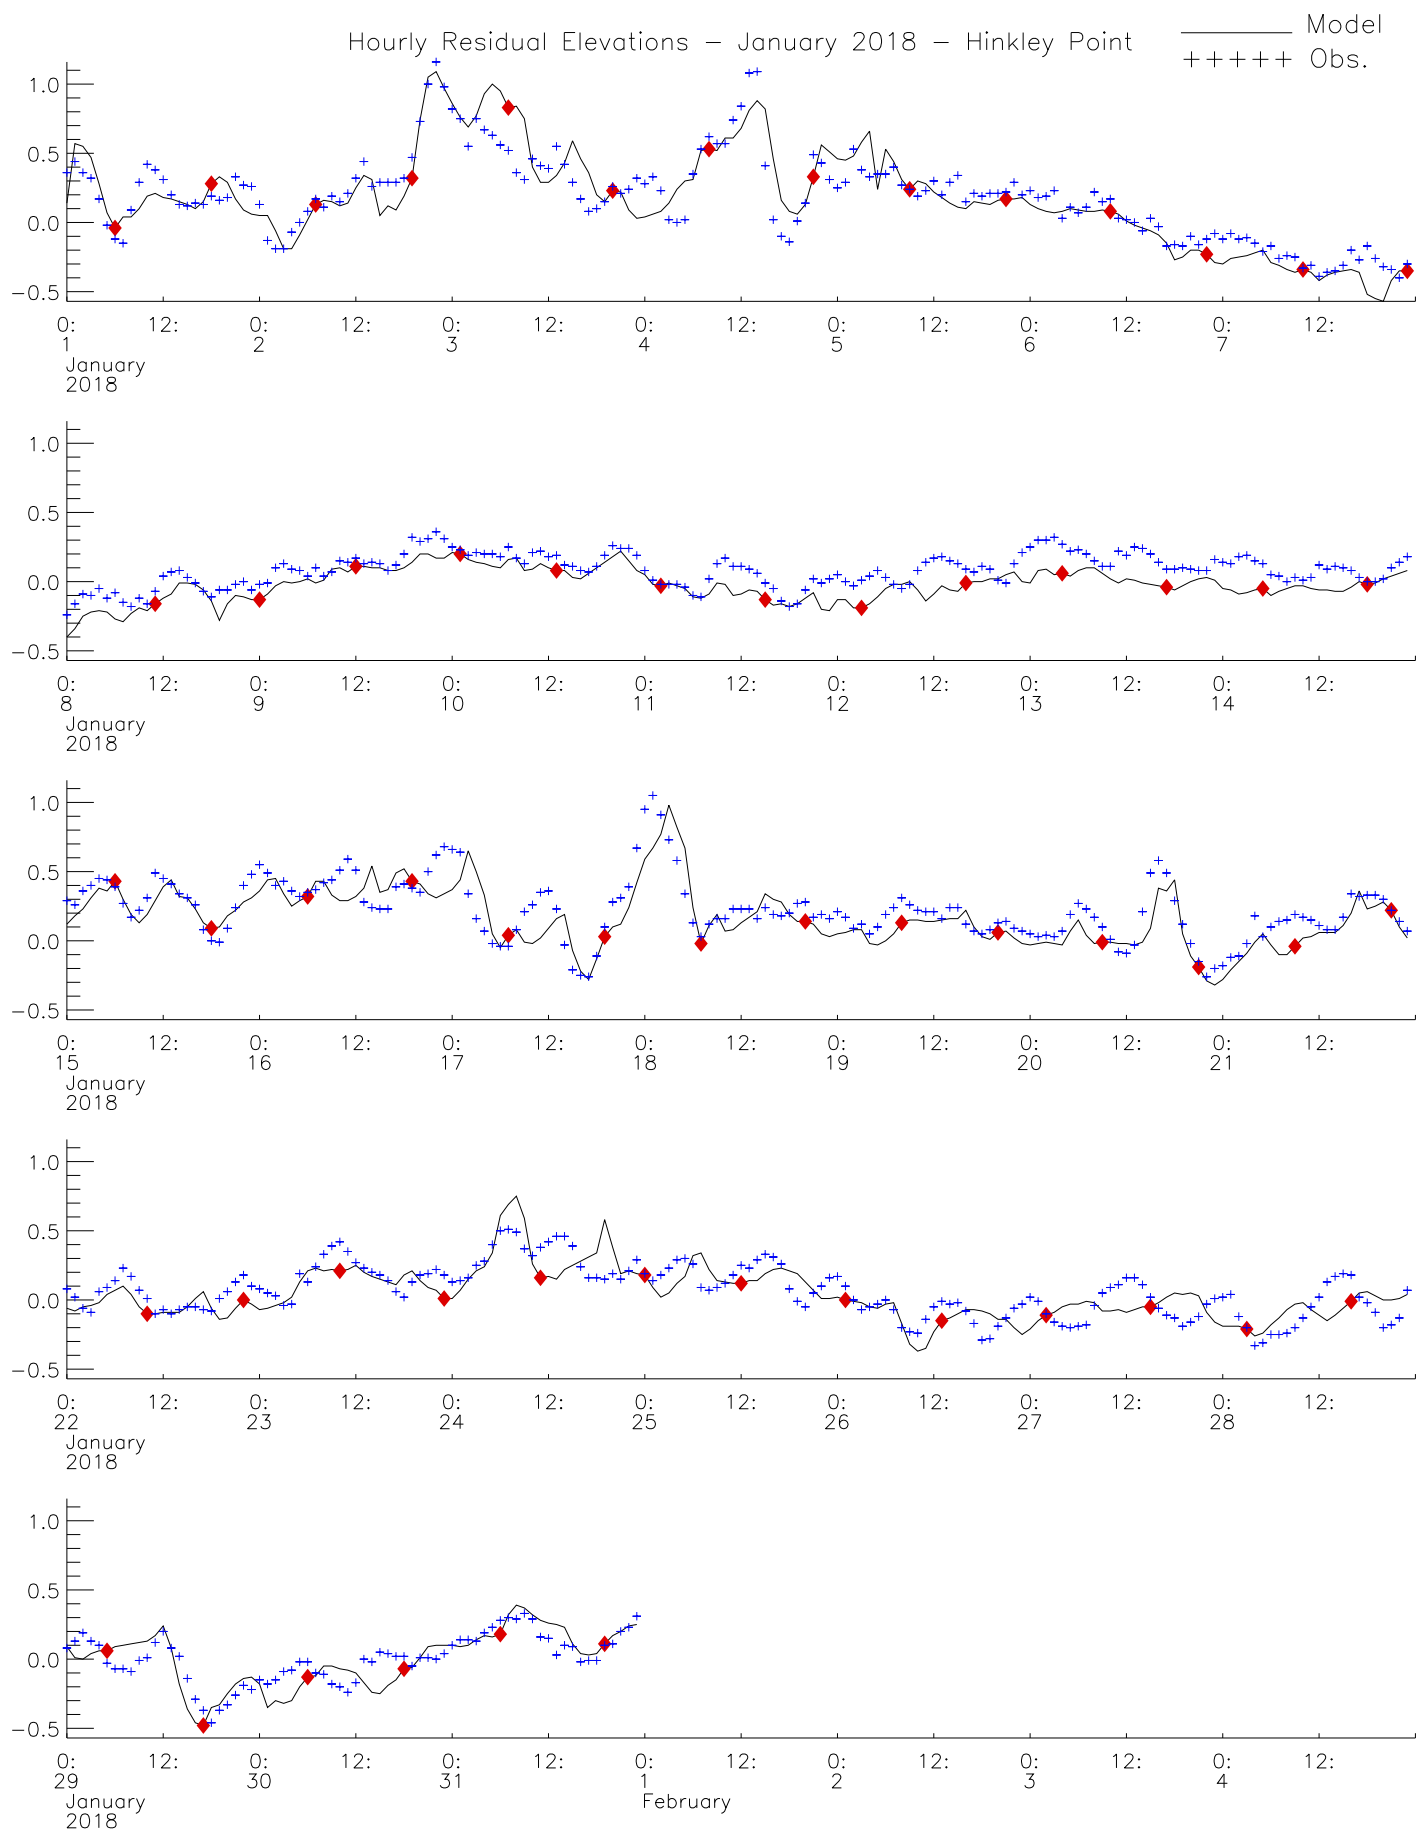 Hourly Residual Elevations – January 2018 – Hinkley Point
Model
+++++ Obs.
1.0
0.5
0.0
−0.5
0: 12: 0: 12: 0: 12: 0: 12: 0: 12: 0: 12: 0: 12:
1 2 3 4 5 6 7
January
2018
1.0
0.5
0.0
−0.5
0: 12: 0: 12: 0: 12: 0: 12: 0: 12: 0: 12: 0: 12:
8 9 10 11 12 13 14
January
2018
1.0
0.5
0.0
−0.5
0: 12: 0: 12: 0: 12: 0: 12: 0: 12: 0: 12: 0: 12:
15 16 17 18 19 20 21
January
2018
1.0
0.5
0.0
−0.5
0: 12: 0: 12: 0: 12: 0: 12: 0: 12: 0: 12: 0: 12:
22 23 24 25 26 27 28
January
2018
1.0
0.5
0.0
−0.5
0: 12: 0: 12: 0: 12: 0: 12: 0: 12: 0: 12: 0: 12:
29 30 31 1 2 3 4
January February
2018